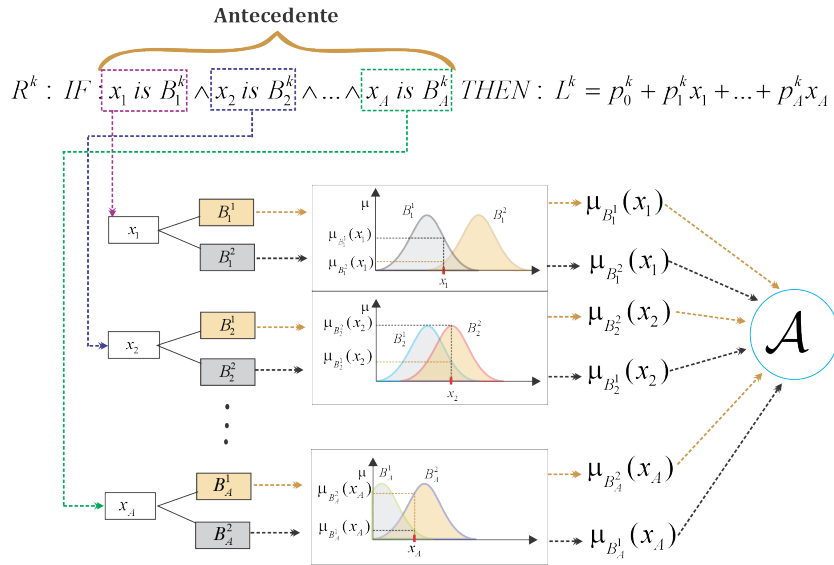 Antecedente
R^k : IF : x_1 is B_1^k ∧ x_2 is B_2^k ∧ ... ∧ x_A is B_A^k THEN : L^k = p_0^k + p_1^k x_1 + ... + p_A^k x_A
x_1
B_1^1
B_1^2
μ
B_1^1
B_1^2
μ_{B_1^1}(x_1)
μ_{B_1^2}(x_1)
x_1
μ_{B_1^1}(x_1)
μ_{B_1^2}(x_1)
x_2
B_2^1
B_2^2
μ
μ_{B_2^2}(x_2)
B_2^1
B_2^2
μ_{B_2^2}(x_2)
x_2
μ_{B_2^2}(x_2)
μ_{B_2^1}(x_2)
𝒜
x_A
B_A^1
B_A^2
μ
B_A^1
B_A^2
μ_{B_A^2}(x_A)
μ_{B_A^1}(x_A)
x_A
μ_{B_A^2}(x_A)
μ_{B_A^1}(x_A)